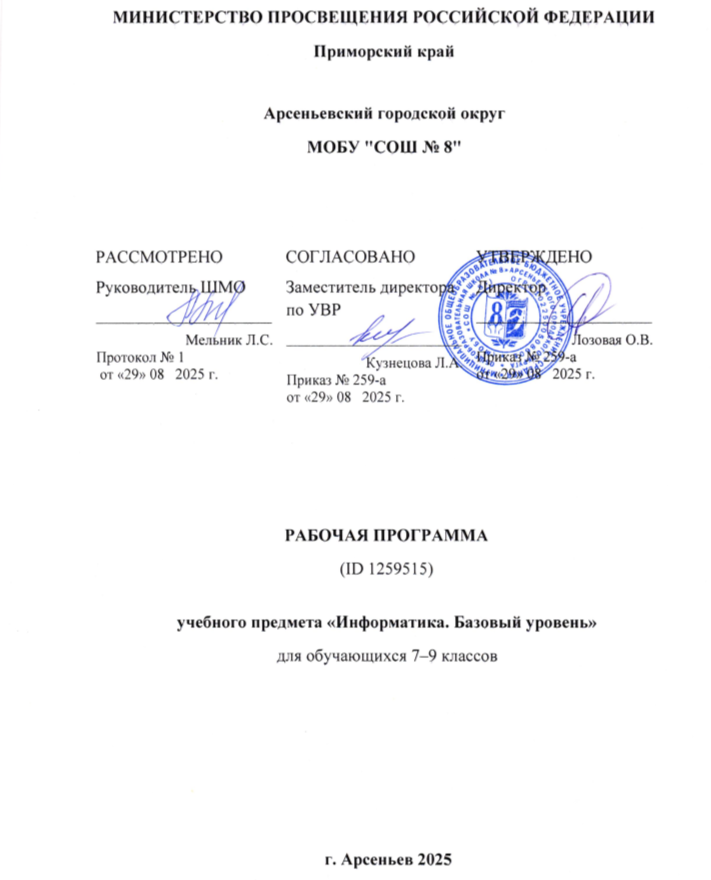 МИНИСТЕРСТВО ПРОСВЕЩЕНИЯ РОССИЙСКОЙ ФЕДЕРАЦИИ
Приморский край
Арсеньевский городской округ
МОБУ "СОШ № 8"
РАССМОТРЕНО
Руководитель ШМО
Мельник Л.С.
Протокол № 1
от «29» 08 2025 г.
СОГЛАСОВАНО
Заместитель директора
по УВР
Кузнецова Л.А
Приказ № 259-а
от «29» 08 2025 г.
УТВЕРЖДЕНО
Директор
Лозовая О.В.
Приказ № 259-а
от «29» 08 2025 г.
РАБОЧАЯ ПРОГРАММА
(ID 1259515)
учебного предмета «Информатика. Базовый уровень»
для обучающихся 7–9 классов
г. Арсеньев 2025